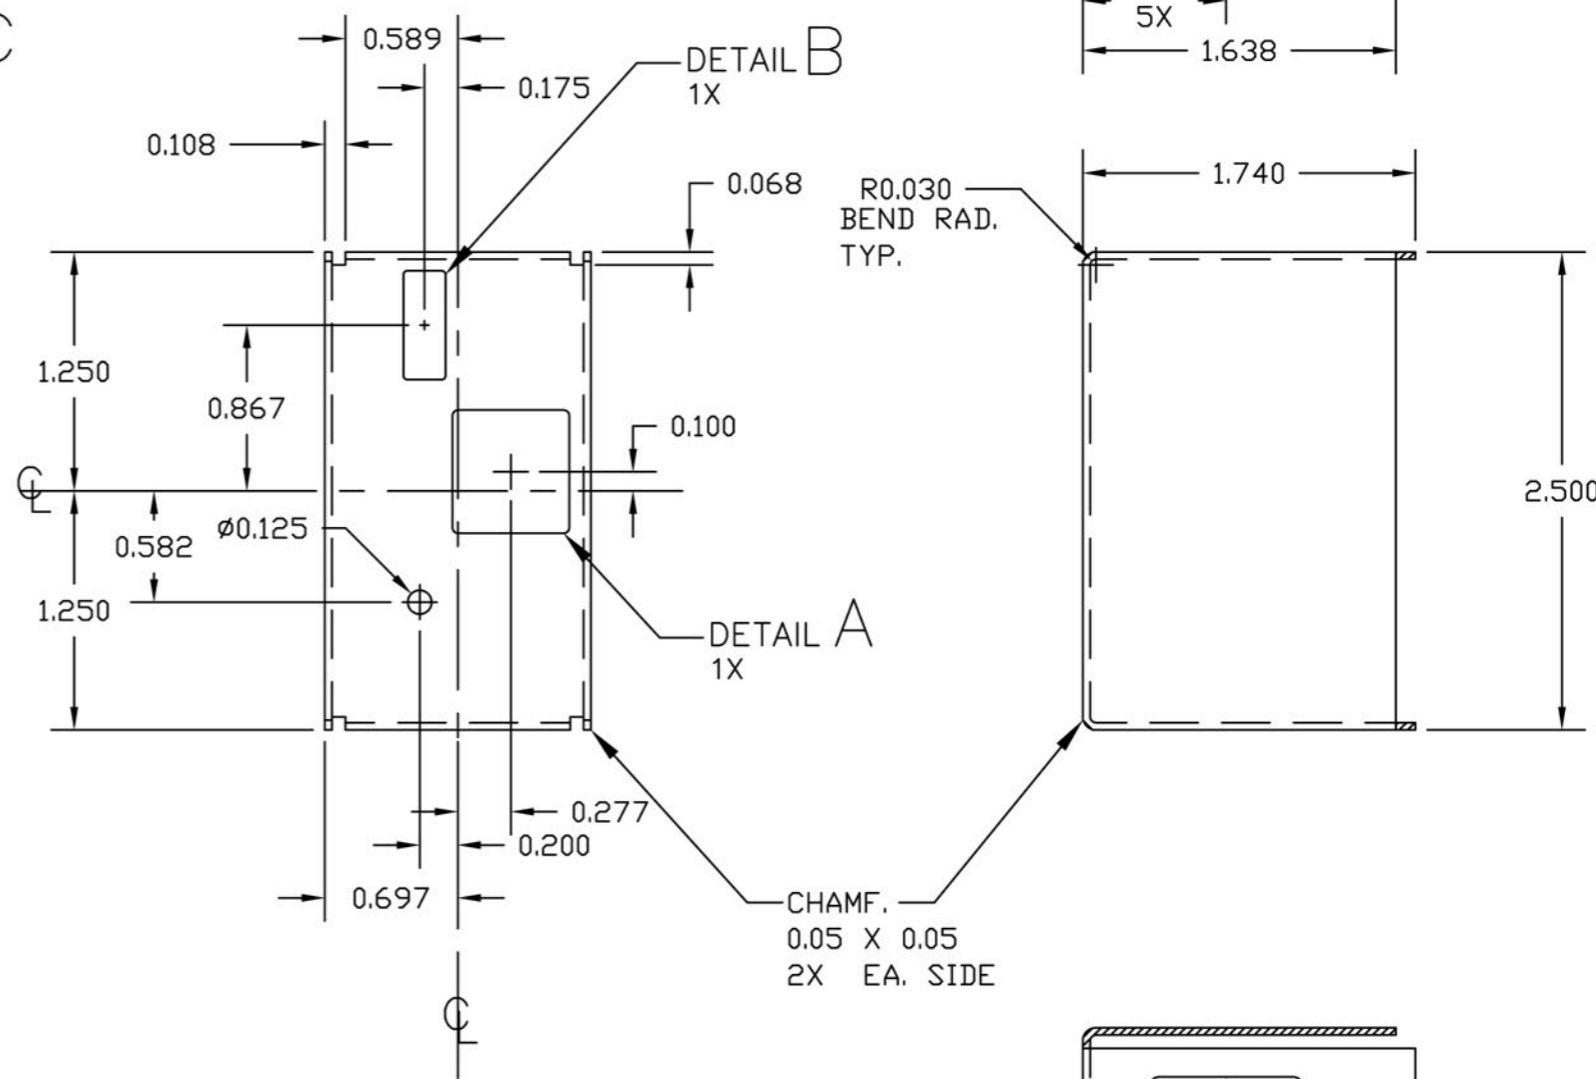 C
5X
1.638
0.589
DETAIL B
1X
0.175
0.108
0.068
R0.030
BEND RAD.
TYP.
1.740
1.250
0.867
0.100
CL
2.500
Ø0.125
0.582
1.250
DETAIL A
1X
0.277
0.200
0.697
CHAMF.
0.05 X 0.05
2X EA. SIDE
CL